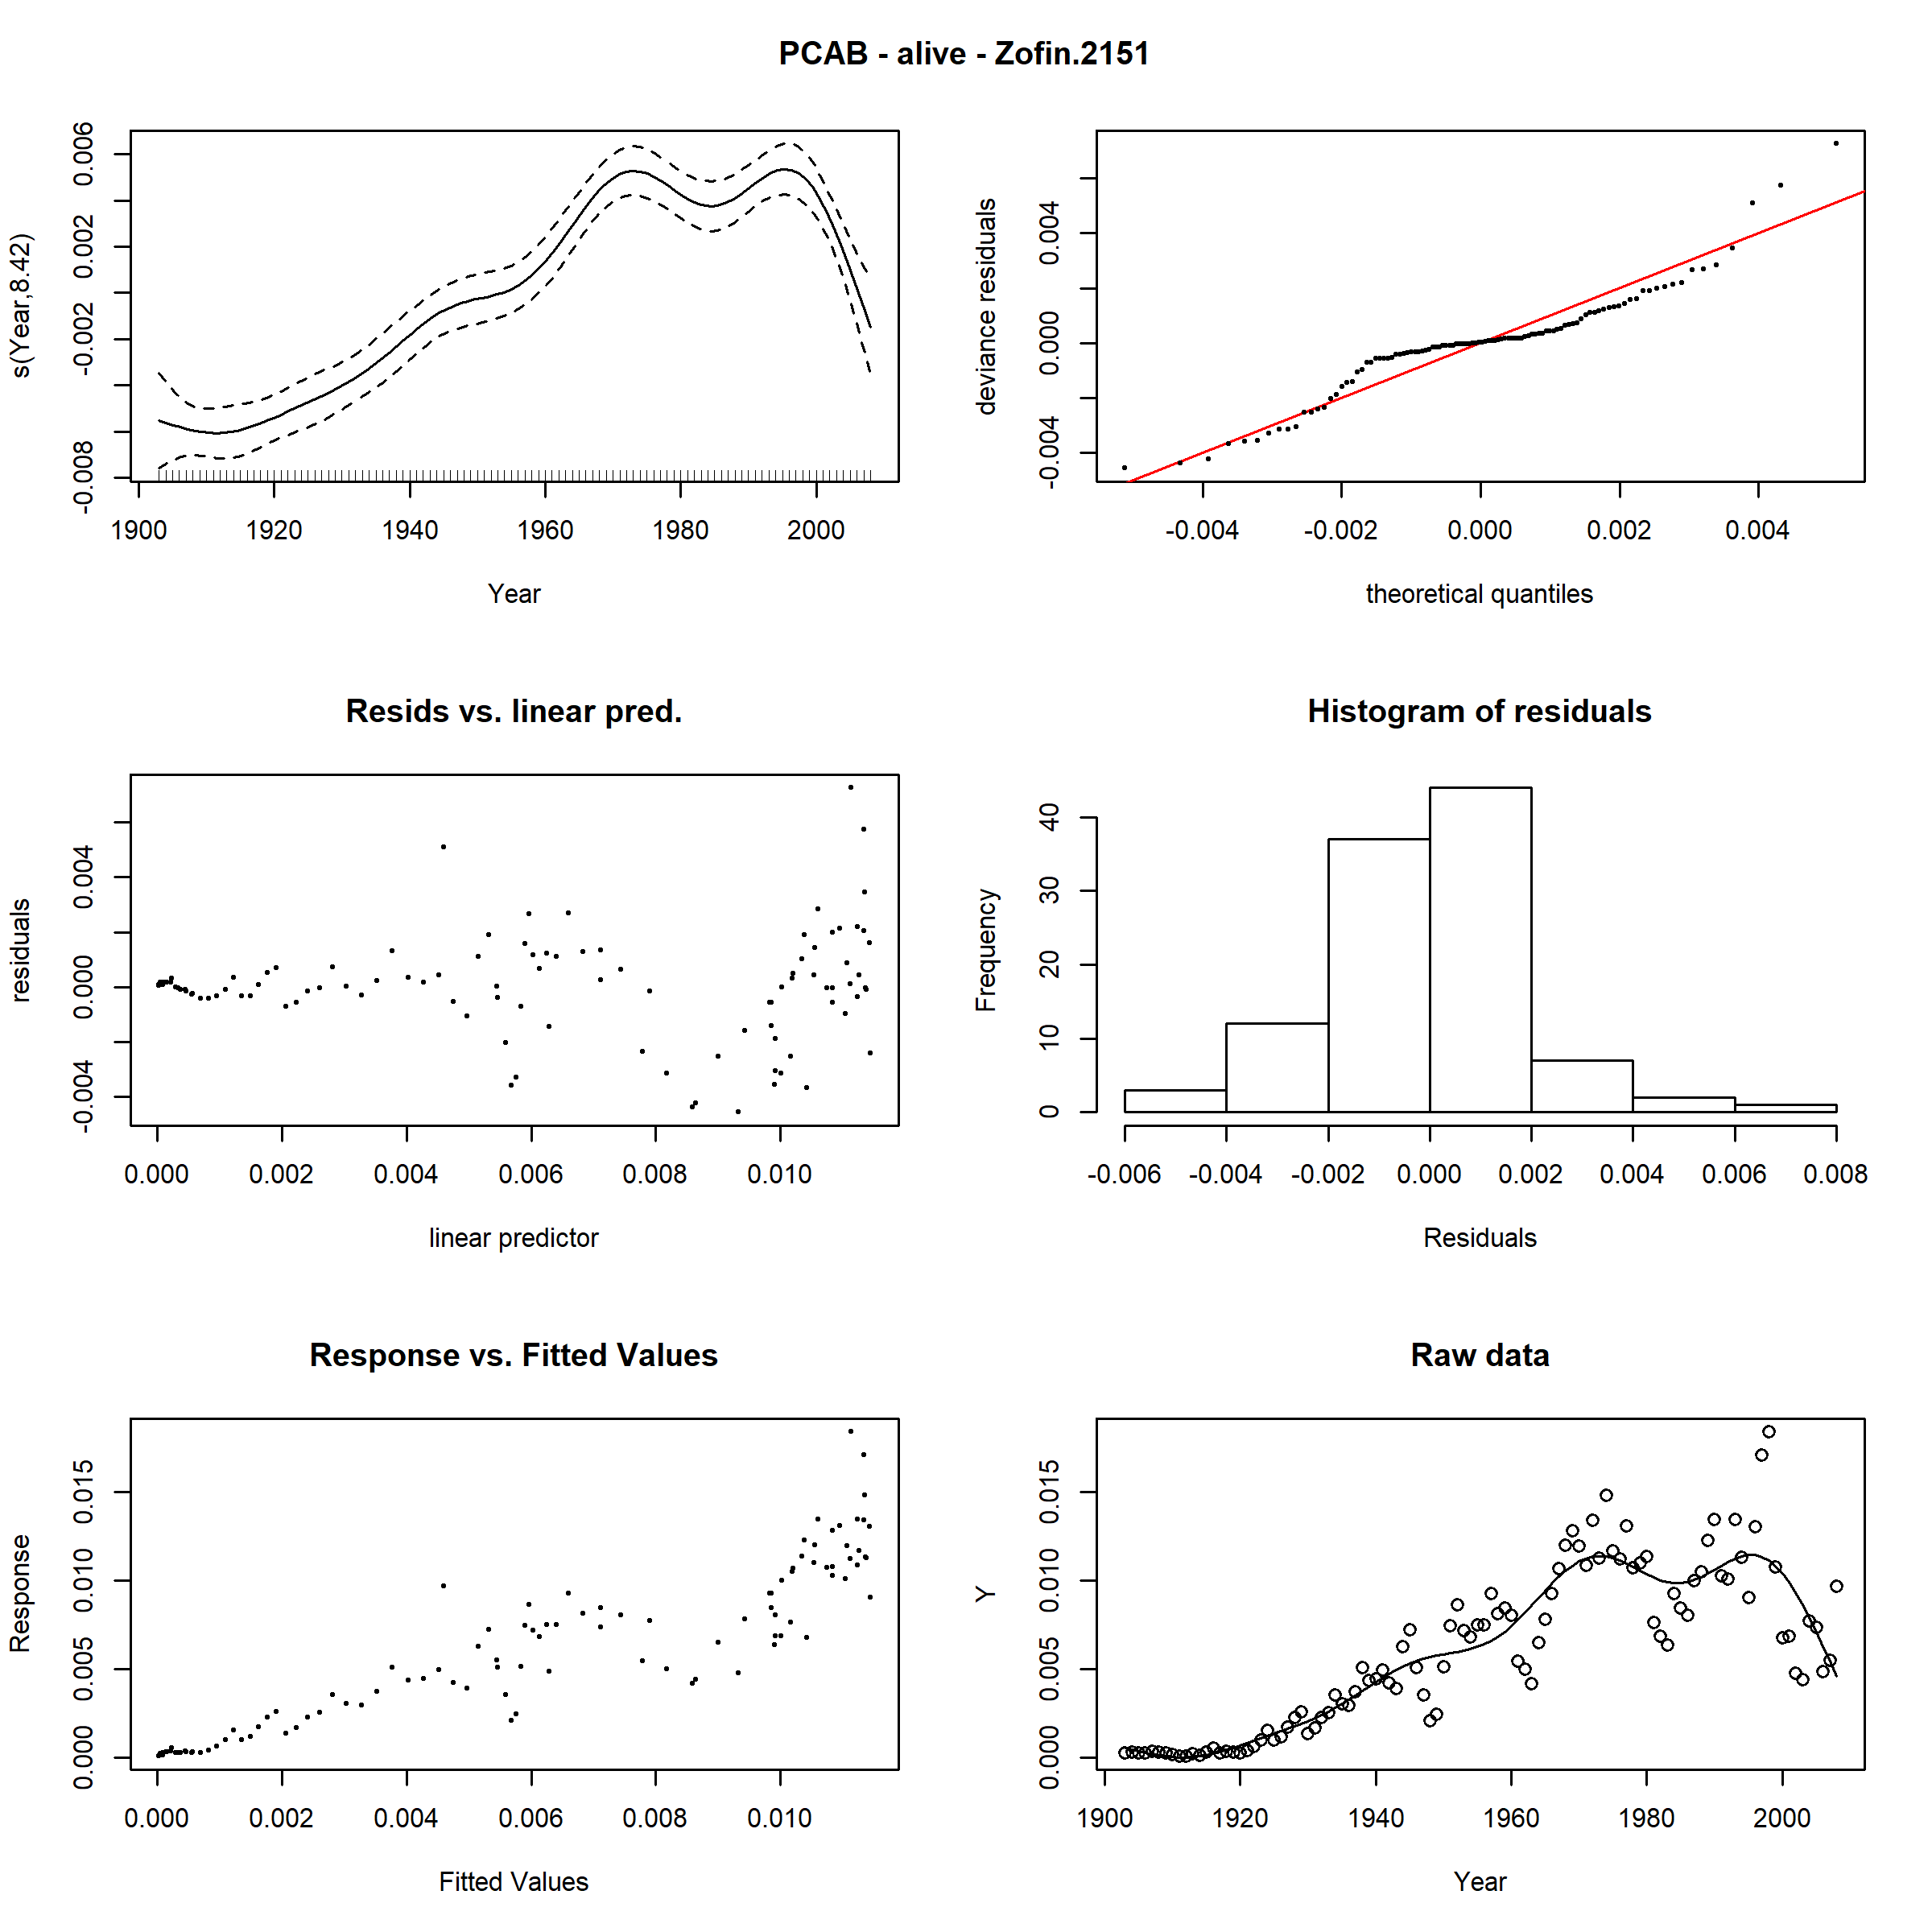 PCAB - alive - Zofin.2151
s(Year,8.42)
-0.008 -0.002 0.002 0.006
1900 1920 1940 1960 1980 2000
Year
deviance residuals
-0.004 0.000 0.004
-0.004 -0.002 0.000 0.002 0.004
theoretical quantiles
Resids vs. linear pred.
residuals
-0.004 0.000 0.004
0.000 0.002 0.004 0.006 0.008 0.010
linear predictor
Histogram of residuals
Frequency
0 10 20 30 40
-0.006 -0.004 -0.002 0.000 0.002 0.004 0.006 0.008
Residuals
Response vs. Fitted Values
Response
0.000 0.005 0.010 0.015
0.000 0.002 0.004 0.006 0.008 0.010
Fitted Values
Raw data
Y
0.000 0.005 0.010 0.015
1900 1920 1940 1960 1980 2000
Year